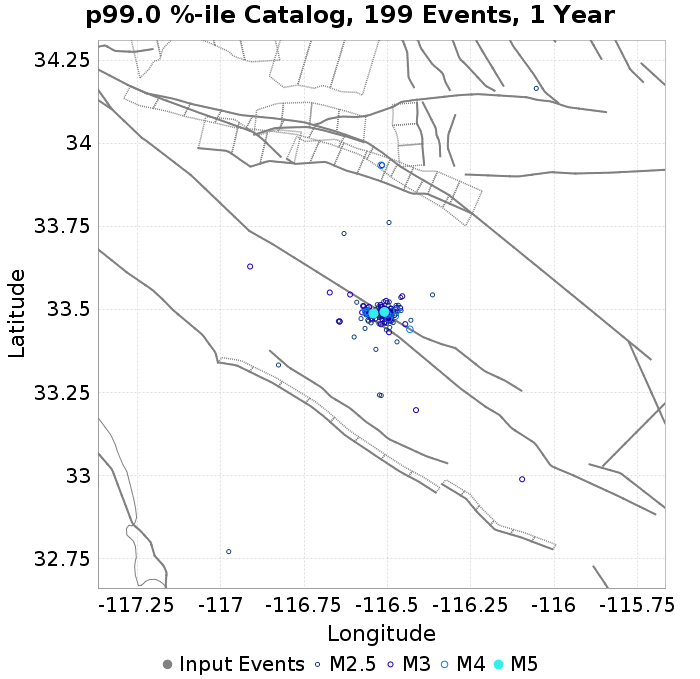 p99.0 %-ile Catalog, 199 Events, 1 Year
34.25
34
33.75
33.5
33.25
33
32.75
Latitude
-117.25 -117 -116.75 -116.5 -116.25 -116 -115.75
Longitude
Input Events M2.5 M3 M4 M5